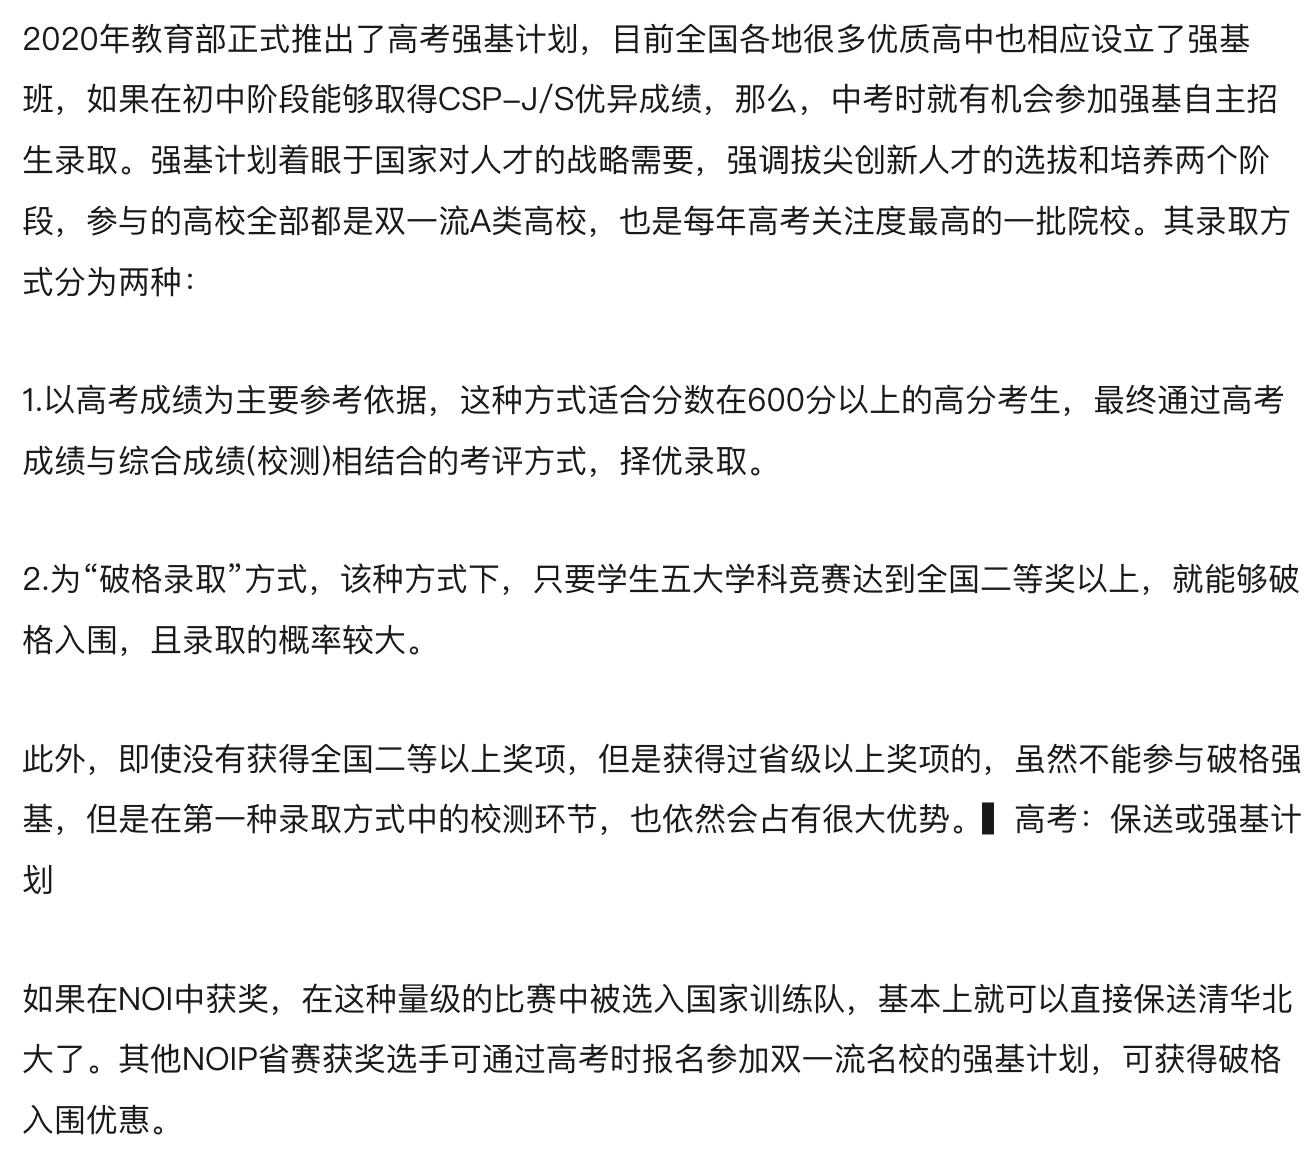 2020年教育部正式推出了高考强基计划，目前全国各地很多优质高中也相应设立了强基
班，如果在初中阶段能够取得CSP-J/S优异成绩，那么，中考时就有机会参加强基自主招
生录取。强基计划着眼于国家对人才的战略需要，强调拔尖创新人才的选拔和培养两个阶
段，参与的高校全部都是双一流A类高校，也是每年高考关注度最高的一批院校。其录取方
式分为两种：
1.以高考成绩为主要参考依据，这种方式适合分数在600分以上的高分考生，最终通过高考
成绩与综合成绩(校测)相结合的考评方式，择优录取。
2.为“破格录取”方式，该种方式下，只要学生五大学科竞赛达到全国二等奖以上，就能够破
格入围，且录取的概率较大。
此外，即使没有获得全国二等以上奖项，但是获得过省级以上奖项的，虽然不能参与破格强
基，但是在第一种录取方式中的校测环节，也依然会占有很大优势。▌高考：保送或强基计
划
如果在NOI中获奖，在这种量级的比赛中被选入国家训练队，基本上就可以直接保送清华北
大了。其他NOIP省赛获奖选手可通过高考时报名参加双一流名校的强基计划，可获得破格
入围优惠。